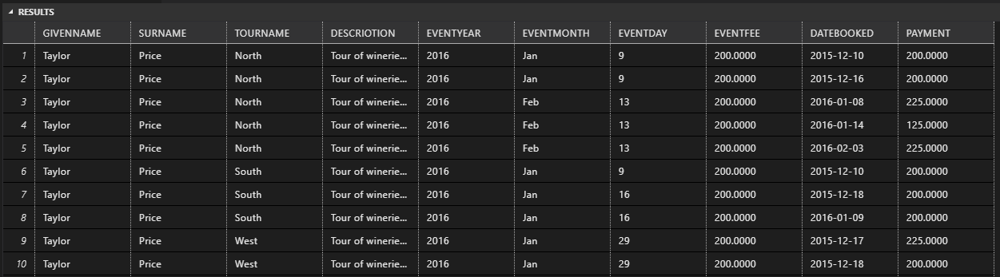 RESULTS
GIVENNAME SURNAME TOURNAME DESCRIOTION EVENTYEAR EVENTMONTH EVENTDAY EVENTFEE DATEBOOKED PAYMENT
1 Taylor Price North Tour of winerie... 2016 Jan 9 200.0000 2015-12-10 200.0000
2 Taylor Price North Tour of winerie... 2016 Jan 9 200.0000 2015-12-16 200.0000
3 Taylor Price North Tour of winerie... 2016 Feb 13 200.0000 2016-01-08 225.0000
4 Taylor Price North Tour of winerie... 2016 Feb 13 200.0000 2016-01-14 125.0000
5 Taylor Price North Tour of winerie... 2016 Feb 13 200.0000 2016-02-03 225.0000
6 Taylor Price South Tour of winerie... 2016 Jan 9 200.0000 2015-12-10 200.0000
7 Taylor Price South Tour of winerie... 2016 Jan 16 200.0000 2015-12-18 200.0000
8 Taylor Price South Tour of winerie... 2016 Jan 16 200.0000 2016-01-09 200.0000
9 Taylor Price West Tour of winerie... 2016 Jan 29 200.0000 2015-12-17 225.0000
10 Taylor Price West Tour of winerie... 2016 Jan 29 200.0000 2015-12-18 200.0000